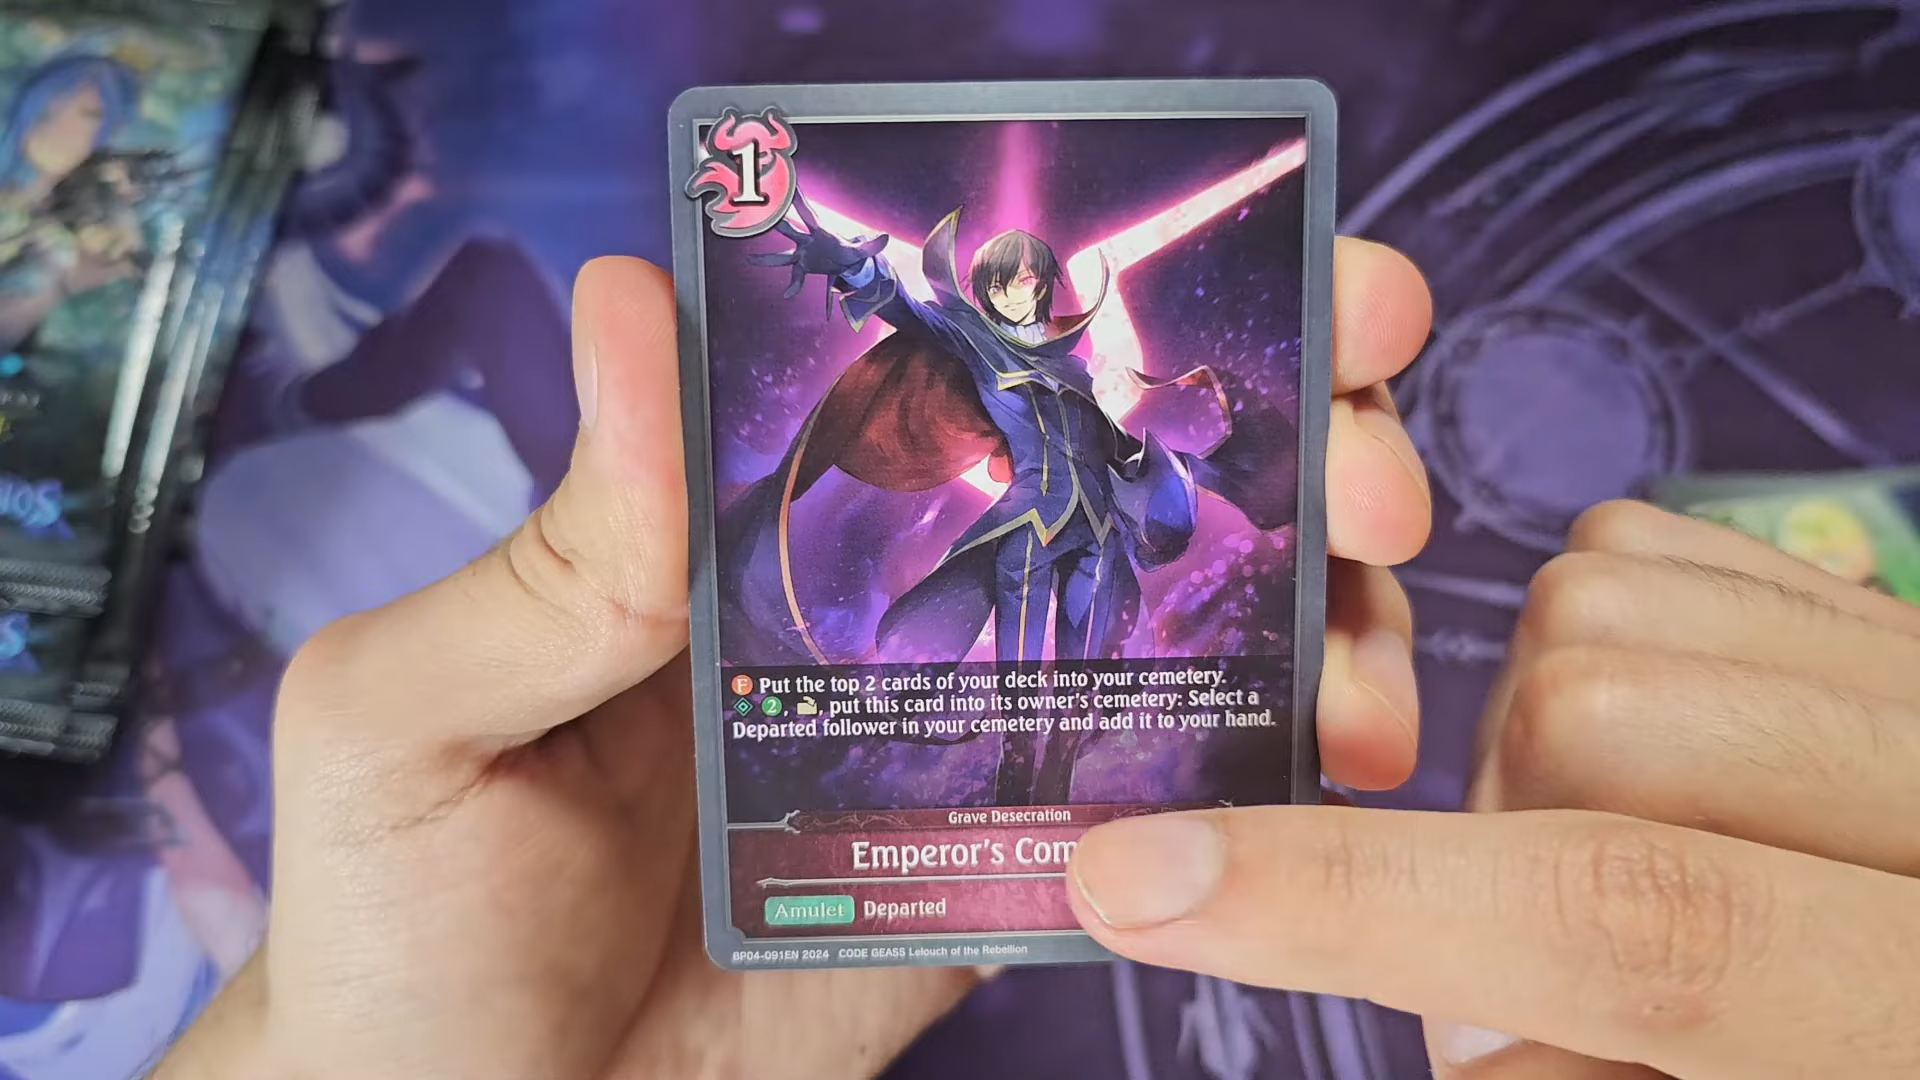 1
F Put the top 2 cards of your deck into your cemetery.
2, , put this card into its owner's cemetery: Select a
Departed follower in your cemetery and add it to your hand.
Grave Desecration
Emperor's Com
Amulet Departed
BP04-091EN 2024 CODE GEASS Lelouch of the Rebellion